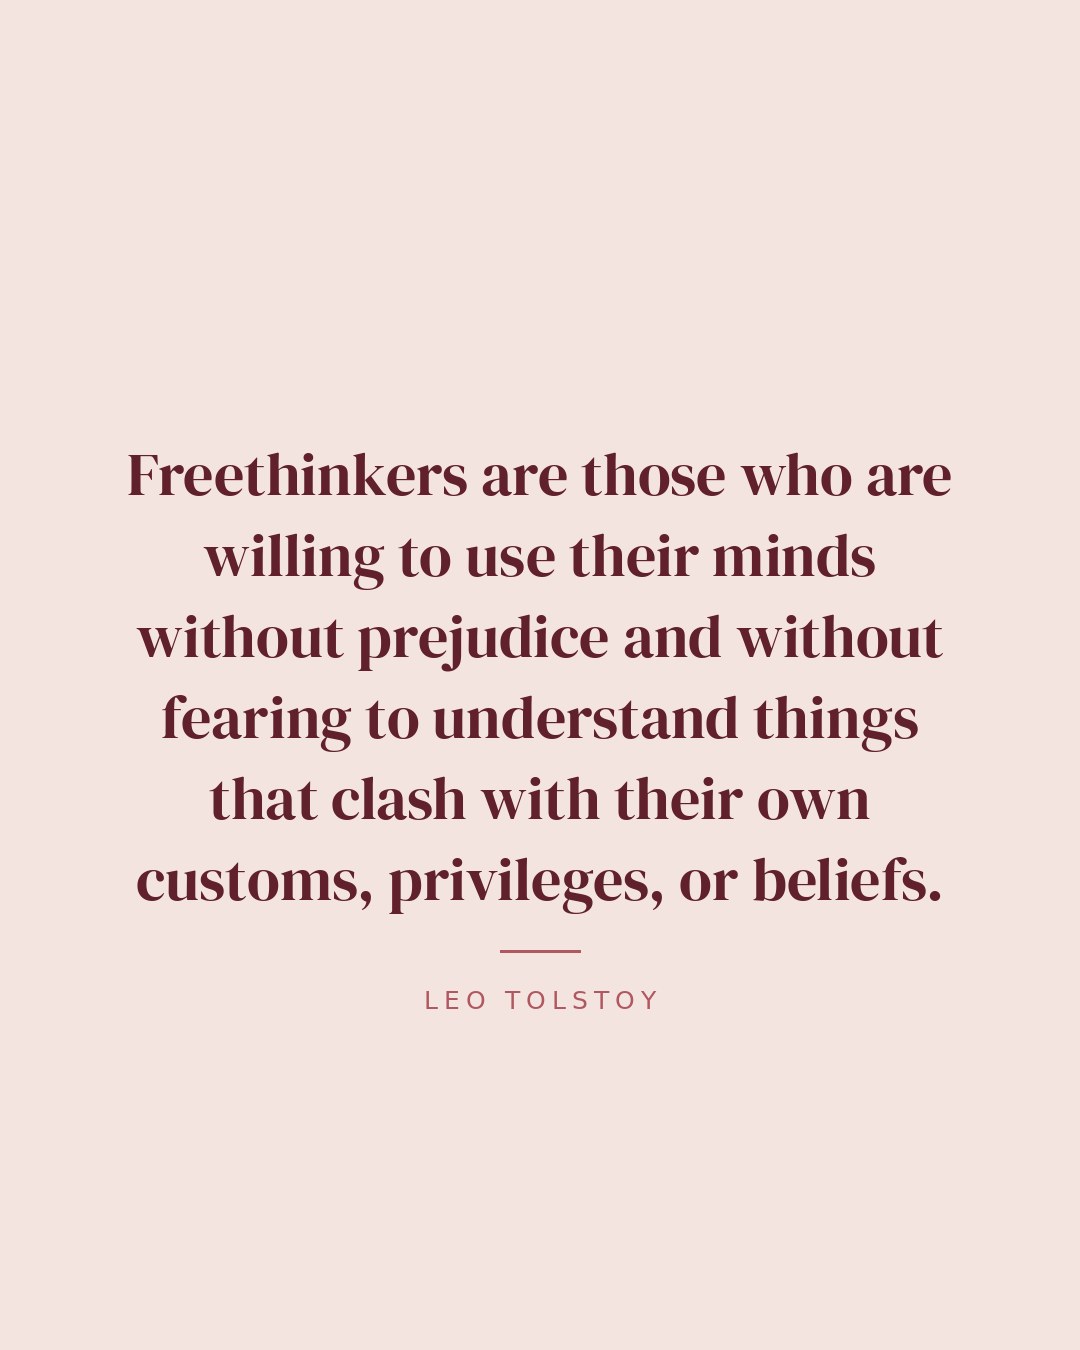 Freethinkers are those who are
willing to use their minds
without prejudice and without
fearing to understand things
that clash with their own
customs, privileges, or beliefs.
LEO TOLSTOY